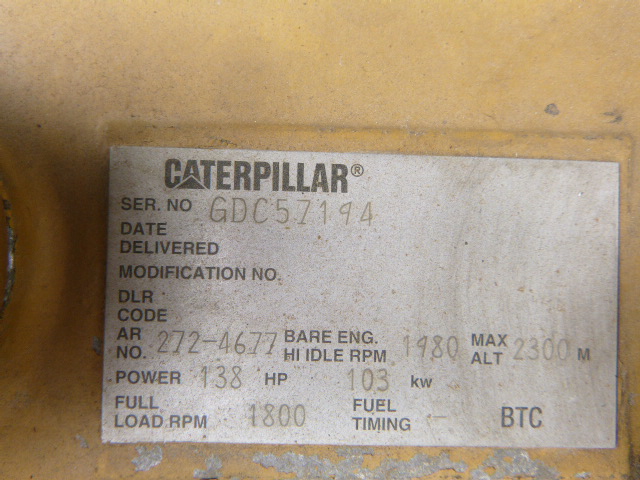 CATERPILLAR®
SER. NO GDC57194
DATE
DELIVERED
MODIFICATION NO.
DLR
CODE
AR
NO. 272-4677 BARE ENG.
HI IDLE RPM 1980 MAX
ALT 2300 M
POWER 138 HP 103 kw
FULL
LOAD RPM 1800 FUEL
TIMING - BTC